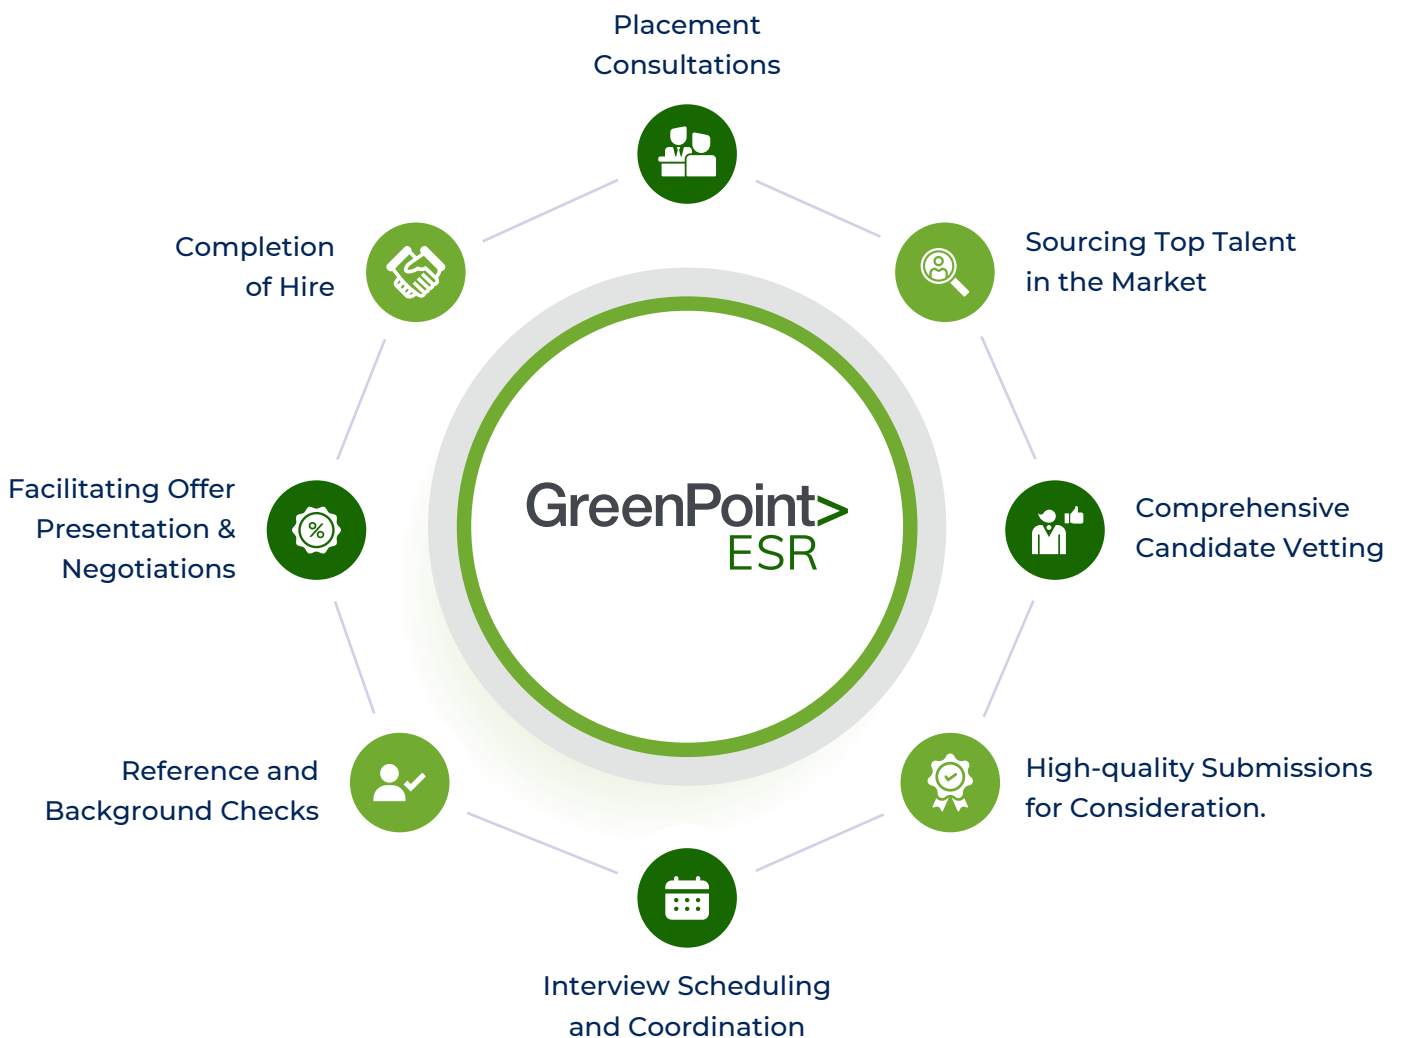 Placement
Consultations
Sourcing Top Talent
in the Market
Comprehensive
Candidate Vetting
High-quality Submissions
for Consideration.
Interview Scheduling
and Coordination
Reference and
Background Checks
Facilitating Offer
Presentation &
Negotiations
Completion
of Hire
GreenPoint>
ESR
%